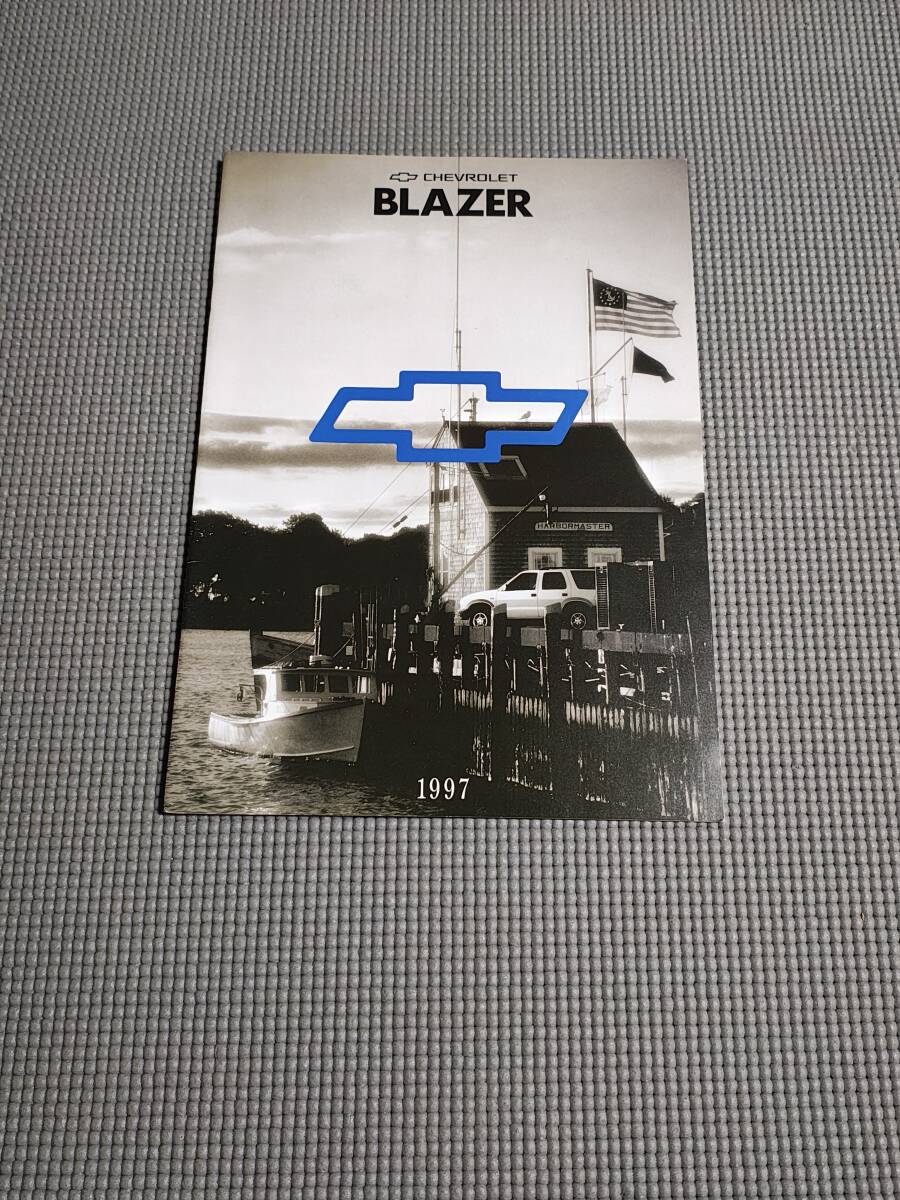 CHEVROLET
BLAZER
HARBORMASTER
1997